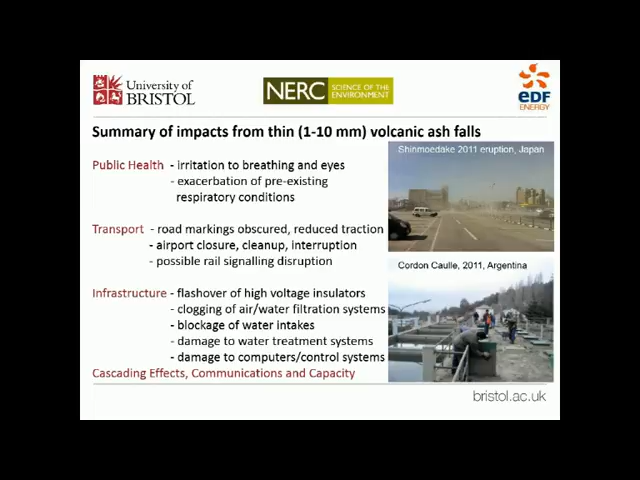 University of
BRISTOL
NERC SCIENCE OF THE
ENVIRONMENT
eDF
ENERGY
Summary of impacts from thin (1-10 mm) volcanic ash falls
Public Health - irritation to breathing and eyes
- exacerbation of pre-existing
respiratory conditions
Transport - road markings obscured, reduced traction
- airport closure, cleanup, interruption
- possible rail signalling disruption
Infrastructure - flashover of high voltage insulators
- clogging of air/water filtration systems
- blockage of water intakes
- damage to water treatment systems
- damage to computers/control systems
Cascading Effects, Communications and Capacity
Shinmoedake 2011 eruption, Japan
Cordon Caulle, 2011, Argentina
bristol.ac.uk